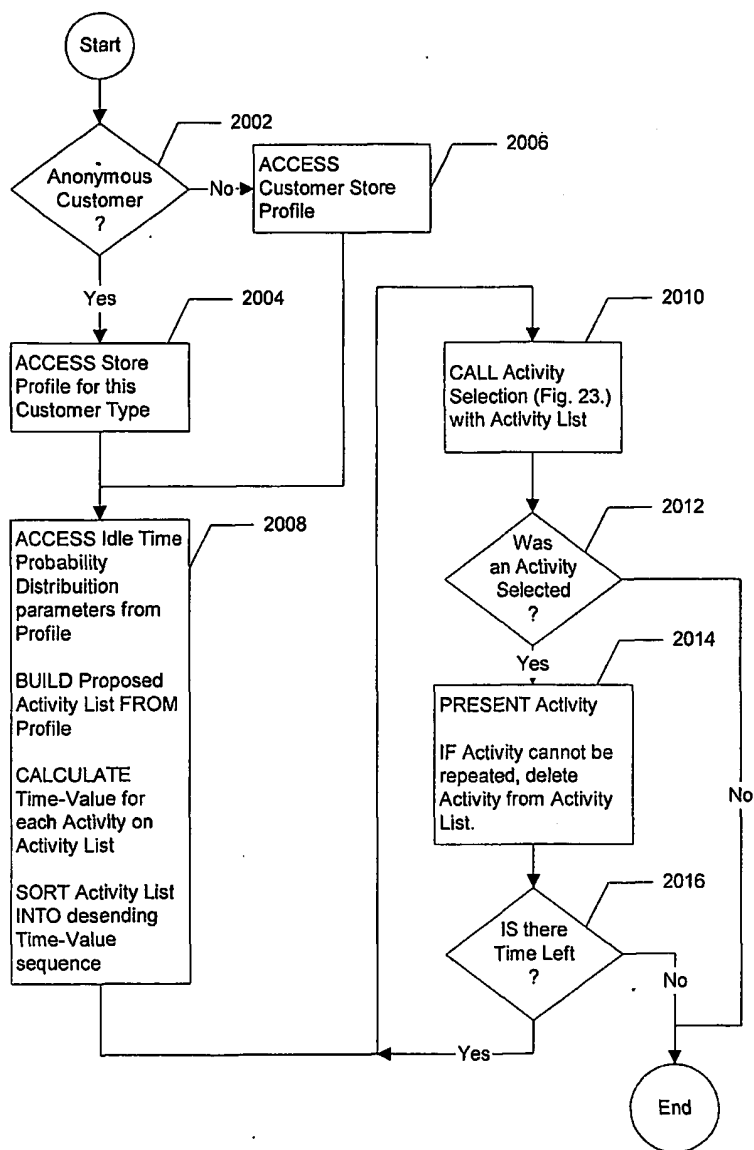 Start
2002
Anonymous
Customer
?
No
2006
ACCESS
Customer Store
Profile
Yes
2004
ACCESS Store
Profile for this
Customer Type
2008
ACCESS Idle Time
Probability
Distribuition
parameters from
Profile
BUILD Proposed
Activity List FROM
Profile
CALCULATE
Time-Value for
each Activity on
Activity List
SORT Activity List
INTO desending
Time-Value
sequence
2010
CALL Activity
Selection (Fig. 23.)
with Activity List
2012
Was
an Activity
Selected
?
Yes
2014
PRESENT Activity
IF Activity cannot be
repeated, delete
Activity from Activity
List.
No
2016
IS there
Time Left
?
No
Yes
End